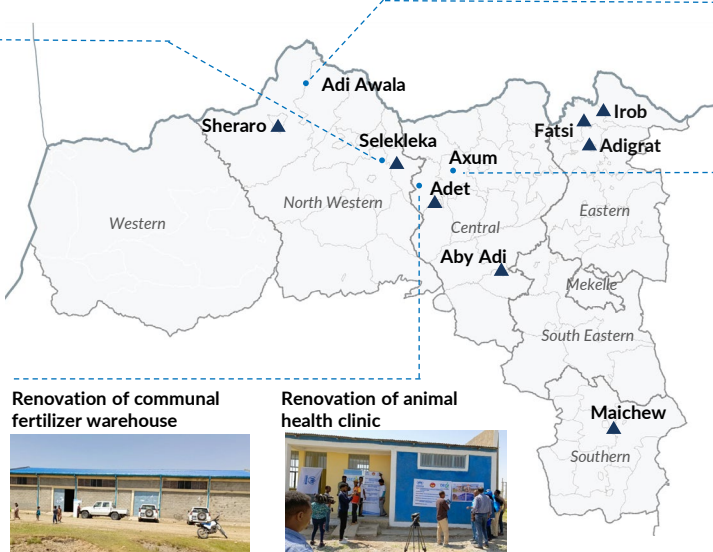 Adi Awala
Sheraro
Irob
Fatsi
Selekleka
Adigrat
Axum
Adet
North Western
Eastern
Western
Central
Aby Adi
Mekelle
South Eastern
Renovation of communal
fertilizer warehouse
Renovation of animal
health clinic
Maichew
Southern